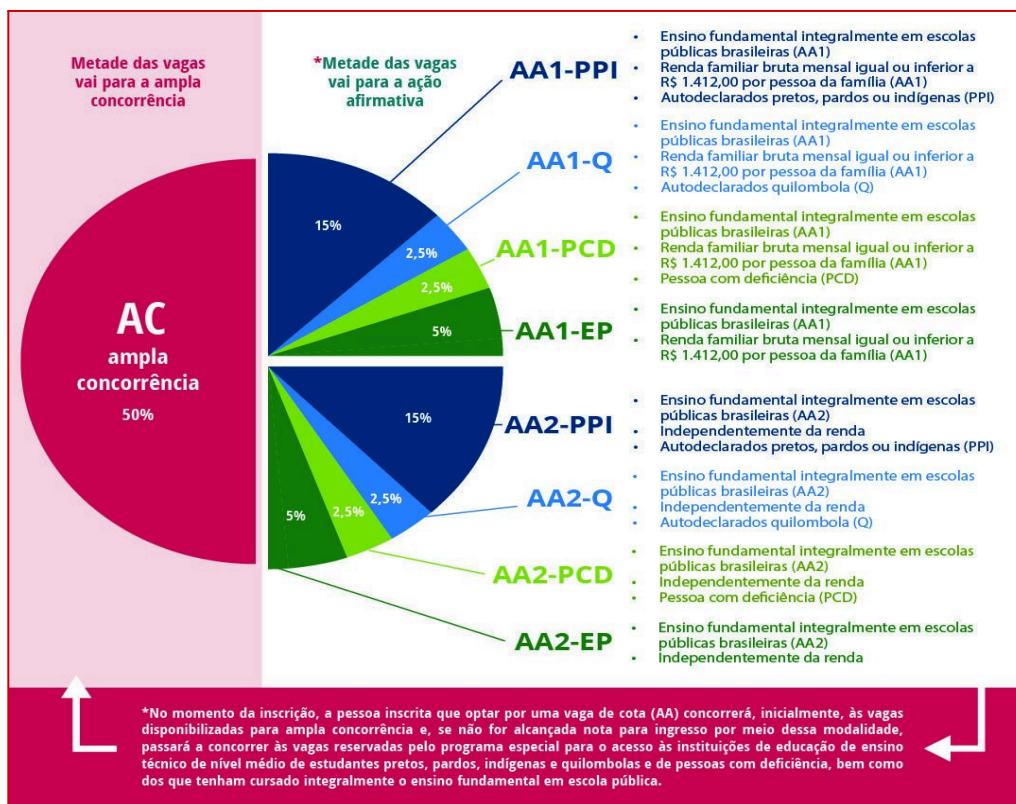 Metade das vagas
vai para a ampla
concorrência
*Metade das vagas
vai para a ação
afirmativa
AC
ampla
concorrência
50%
15%
2,5%
2,5%
5%
15%
2,5%
2,5%
5%
AA1-PPI
• Ensino fundamental integralmente em escolas
públicas brasileiras (AA1)
• Renda familiar bruta mensal igual ou inferior a
R$ 1.412,00 por pessoa da família (AA1)
• Autodeclarados pretos, pardos ou indígenas (PPI)
AA1-Q
• Ensino fundamental integralmente em escolas
públicas brasileiras (AA1)
• Renda familiar bruta mensal igual ou inferior a
R$ 1.412,00 por pessoa da família (AA1)
• Autodeclarados quilombola (Q)
AA1-PCD
• Ensino fundamental integralmente em escolas
públicas brasileiras (AA1)
• Renda familiar bruta mensal igual ou inferior a
R$ 1.412,00 por pessoa da família (AA1)
• Pessoa com deficiência (PCD)
AA1-EP
• Ensino fundamental integralmente em escolas
públicas brasileiras (AA1)
• Renda familiar bruta mensal igual ou inferior a
R$ 1.412,00 por pessoa da família (AA1)
AA2-PPI
• Ensino fundamental integralmente em escolas
públicas brasileiras (AA2)
• Independentemente da renda
• Autodeclarados pretos, pardos ou indígenas (PPI)
AA2-Q
• Ensino fundamental integralmente em escolas
públicas brasileiras (AA2)
• Independentemente da renda
• Autodeclarados quilombola (Q)
AA2-PCD
• Ensino fundamental integralmente em escolas
públicas brasileiras (AA2)
• Independentemente da renda
• Pessoa com deficiência (PCD)
AA2-EP
• Ensino fundamental integralmente em escolas
públicas brasileiras (AA2)
• Independentemente da renda
*No momento da inscrição, a pessoa inscrita que optar por uma vaga de cota (AA) concorrerá, inicialmente, às vagas
disponibilizadas para ampla concorrência e, se não for alcançada nota para ingresso por meio dessa modalidade,
passará a concorrer às vagas reservadas pelo programa especial para o acesso às instituições de educação de ensino
técnico de nível médio de estudantes pretos, pardos, indígenas e quilombolas e de pessoas com deficiência, bem como
dos que tenham cursado integralmente o ensino fundamental em escola pública.